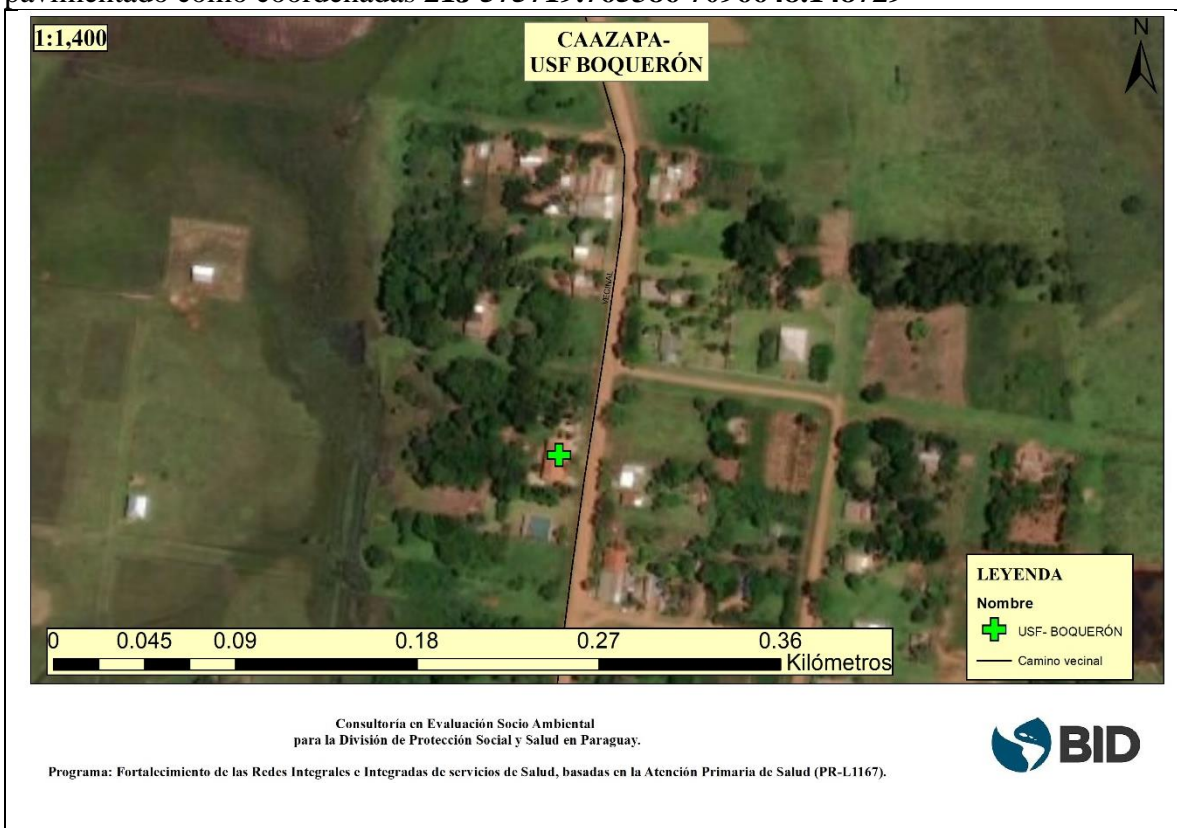 pavimentado como coordenadas
1:1,400
CAAZAPA-
USF BOQUERÓN
N
VECINAL
LEYENDA
Nombre
USF- BOQUERÓN
Camino vecinal
0 0.045 0.09 0.18 0.27 0.36
Kilómetros
Consultoría en Evaluación Socio Ambiental
para la División de Protección Social y Salud en Paraguay.
BID
Programa: Fortalecimiento de las Redes Integrales e Integradas de servicios de Salud, basadas en la Atención Primaria de Salud (PR-L1167).